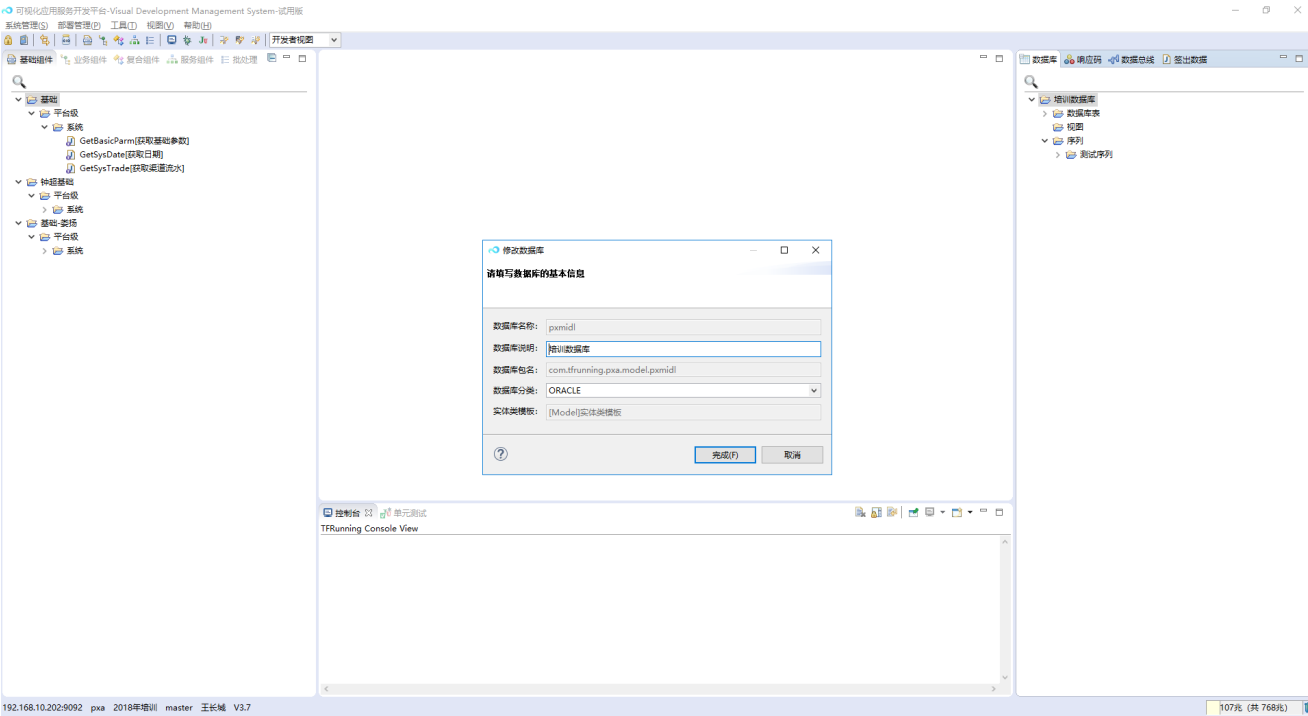 可视化应用服务开发平台-Visual Development Management System-试用版
系统管理(S) 部署管理(P) 工具(T) 视图(V) 帮助(H)
开发者视图
基础组件 业务组件 复合组件 服务组件 批处理
基础
平台级
系统
GetBasicParm[获取基础参数]
GetSysDate[获取日期]
GetSysTrade[获取渠道流水]
钟超基础
平台级
系统
基础-娄扬
平台级
系统
修改数据库
请填写数据库的基本信息
数据库名称: pxmidl
数据库说明: 培训数据库
数据库包名: com.tfrunning.pxa.model.pxmidl
数据库分类: ORACLE
实体类模板: [Model]实体类模板
完成(F) 取消
控制台 单元测试
TFRunning Console View
数据库 响应码 数据总线 签出数据
培训数据库
数据库表
视图
序列
测试序列
192.168.10.202:9092 pxa 2018年培训 master 王长城 V3.7
107兆 (共 768兆)